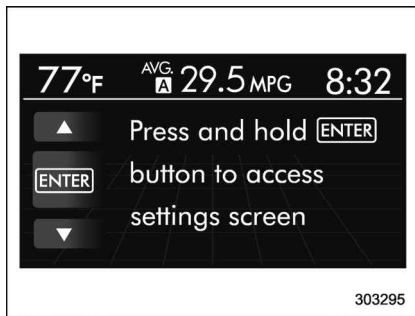 77°F AVG. A 29.5 MPG 8:32
▲ Press and hold ENTER
ENTER button to access
▼ settings screen
303295